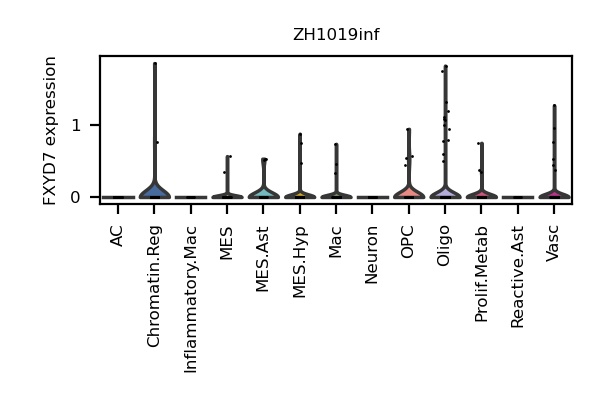 ZH1019inf
FXYD7 expression
1
0
AC
Chromatin.Reg
Inflammatory.Mac
MES
MES.Ast
MES.Hyp
Mac
Neuron
OPC
Oligo
Prolif.Metab
Reactive.Ast
Vasc